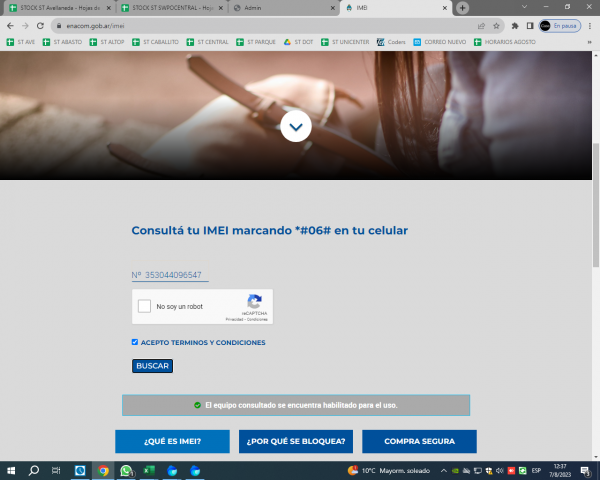 STOCK ST Avellaneda - Hojas de
STOCK ST SWPOCENTRAL - Hoj
Admin
IMEI
enacom.gob.ar/imei
En pausa
ST AVE
ST ABASTO
ST ALTOP
ST CABALLITO
ST CENTRAL
ST PARQUE
ST DOT
ST UNICENTER
Coders
CORREO NUEVO
HORARIOS AGOSTO
»
Consultá tu IMEI marcando *#06# en tu celular
Nº 353044096547
No soy un robot
reCAPTCHA
Privacidad - Condiciones
ACEPTO TERMINOS Y CONDICIONES
BUSCAR
El equipo consultado se encuentra habilitado para el uso.
¿QUÉ ES IMEI?
¿POR QUÉ SE BLOQUEA?
COMPRA SEGURA
10°C Mayorm. soleado
ESP
12:37
7/8/2023